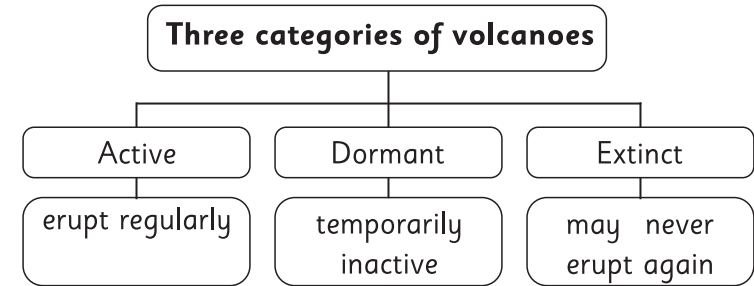 Three categories of volcanoes
Active
Dormant
Extinct
erupt regularly
temporarily
inactive
may never
erupt again